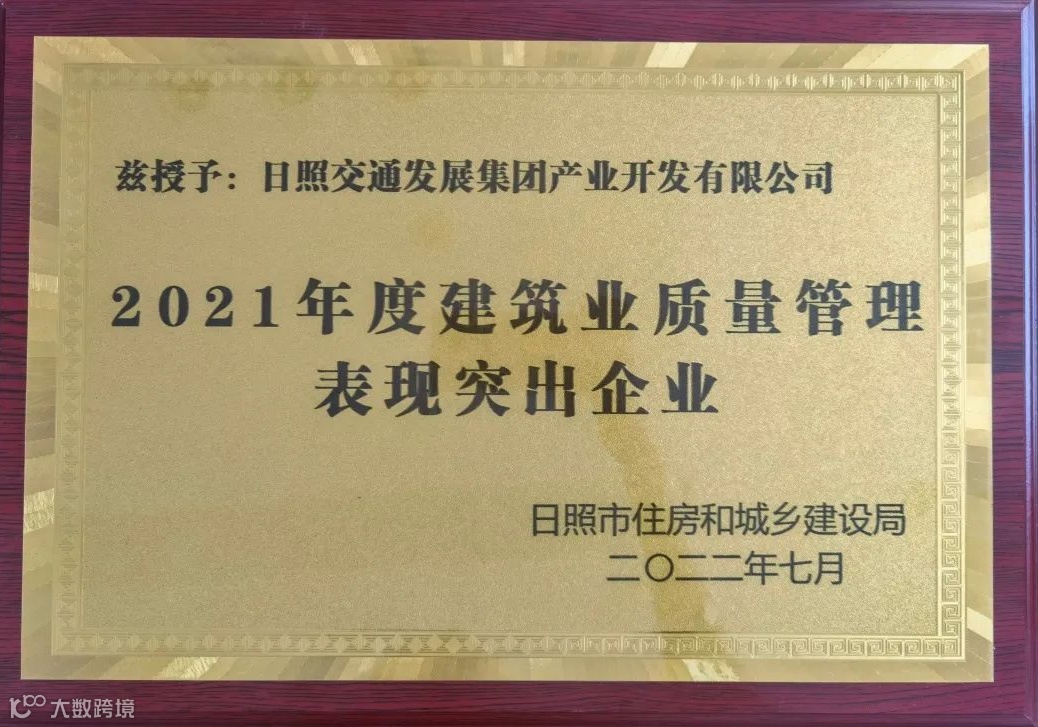 兹授予：日照交通发展集团产业开发有限公司
2021年度建筑业质量管理
表现突出企业
日照市住房和城乡建设局
二〇二二年七月
大数跨境